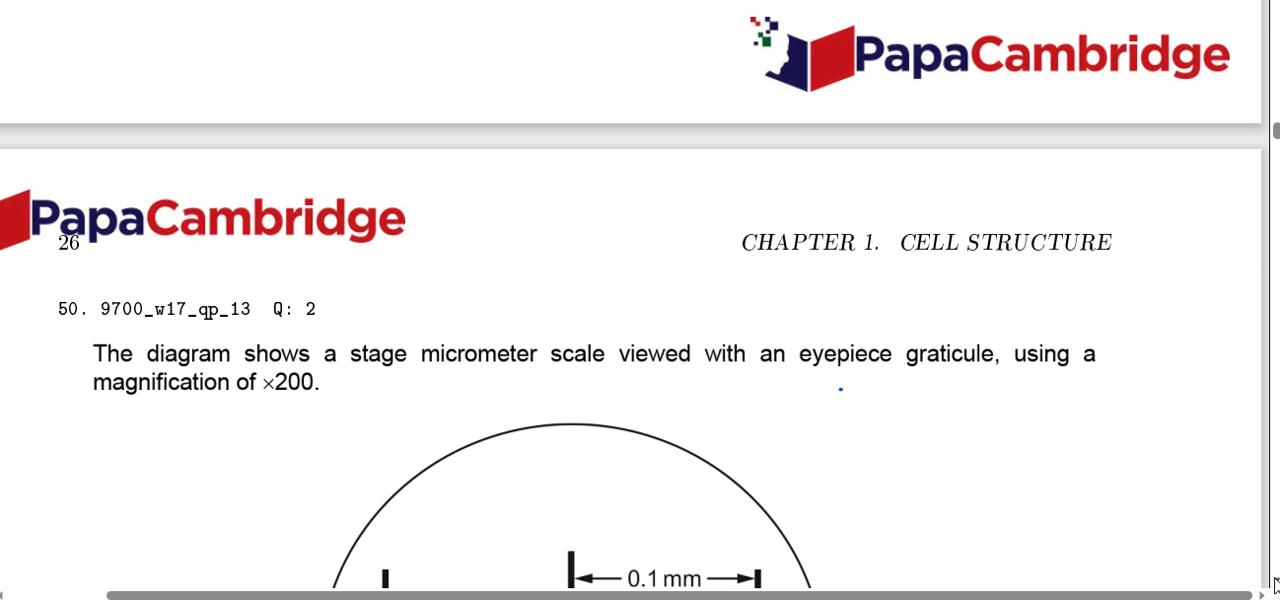 PapaCambridge
PapaCambridge
26
CHAPTER 1. CELL STRUCTURE
50. 9700_w17_qp_13 Q: 2
The diagram shows a stage micrometer scale viewed with an eyepiece graticule, using a
magnification of ×200.
0.1 mm